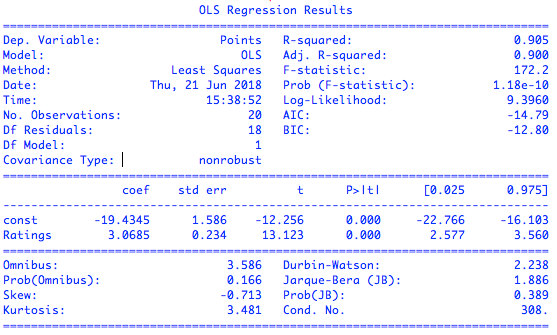 OLS Regression Results
Dep. Variable: Points R-squared: 0.905
Model: OLS Adj. R-squared: 0.900
Method: Least Squares F-statistic: 172.2
Date: Thu, 21 Jun 2018 Prob (F-statistic): 1.18e-10
Time: 15:38:52 Log-Likelihood: 9.3960
No. Observations: 20 AIC: -14.79
Df Residuals: 18 BIC: -12.80
Df Model: 1
Covariance Type: nonrobust
coef std err t P>|t| [0.025 0.975]
const -19.4345 1.586 -12.256 0.000 -22.766 -16.103
Ratings 3.0685 0.234 13.123 0.000 2.577 3.560
Omnibus: 3.586 Durbin-Watson: 2.238
Prob(Omnibus): 0.166 Jarque-Bera (JB): 1.886
Skew: -0.713 Prob(JB): 0.389
Kurtosis: 3.481 Cond. No. 308.